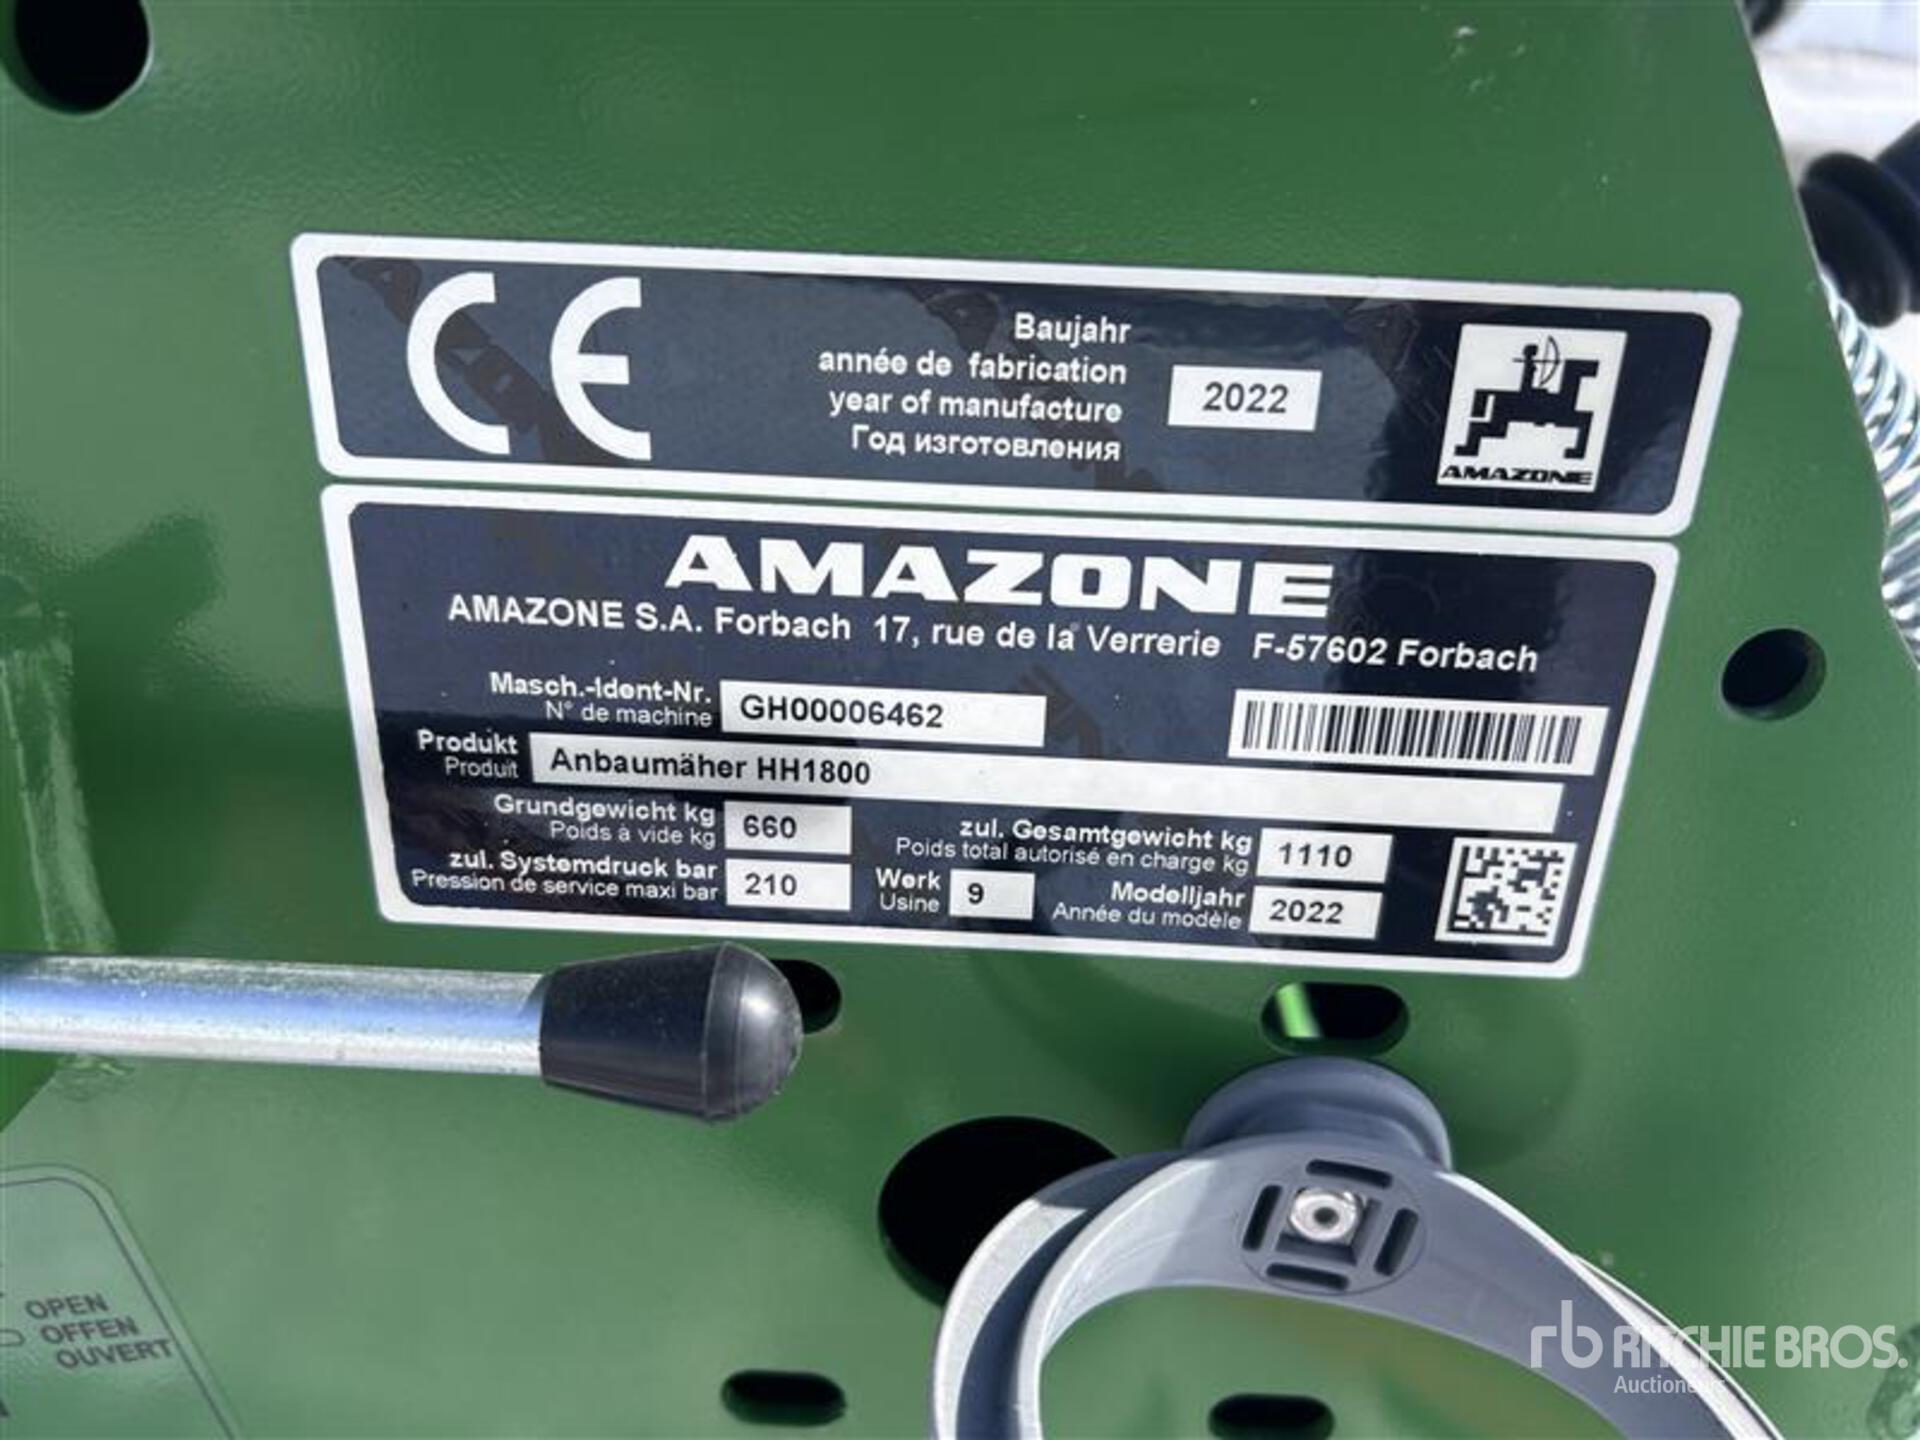 CE
Baujahr
année de fabrication
year of manufacture
Год изготовления
2022
AMAZONE
AMAZONE
AMAZONE S.A. Forbach 17, rue de la Verrerie F-57602 Forbach
Masch.-Ident-Nr.
N° de machine
GH00006462
Produkt
Produit
Anbaumäher HH1800
Grundgewicht kg
Poids à vide kg
660
zul. Gesamtgewicht kg
Poids total autorisé en charge kg
1110
zul. Systemdruck bar
Pression de service maxi bar
210
Werk
Usine
9
Modelljahr
Année du modèle
2022
OPEN
OFFEN
OUVERT
rb RITCHIE BROS.
Auctioneers